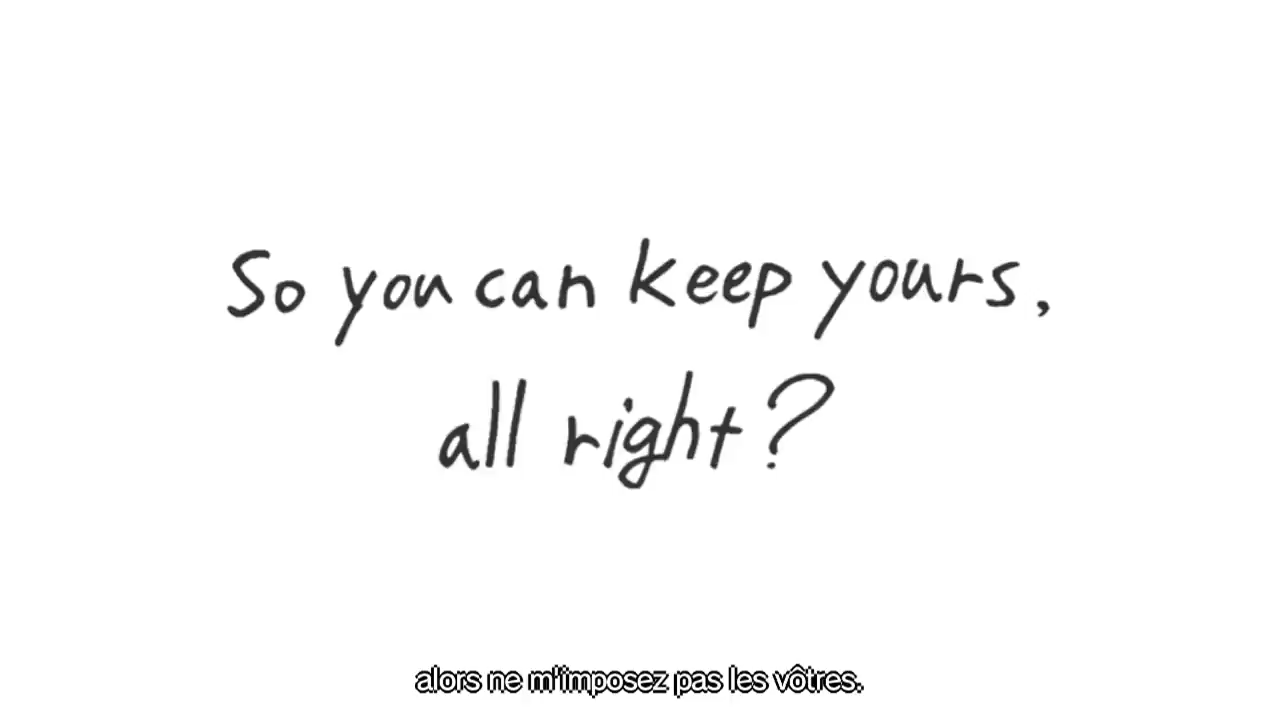 So you can keep yours,
all right?
alors ne m'imposez pas les vôtres.